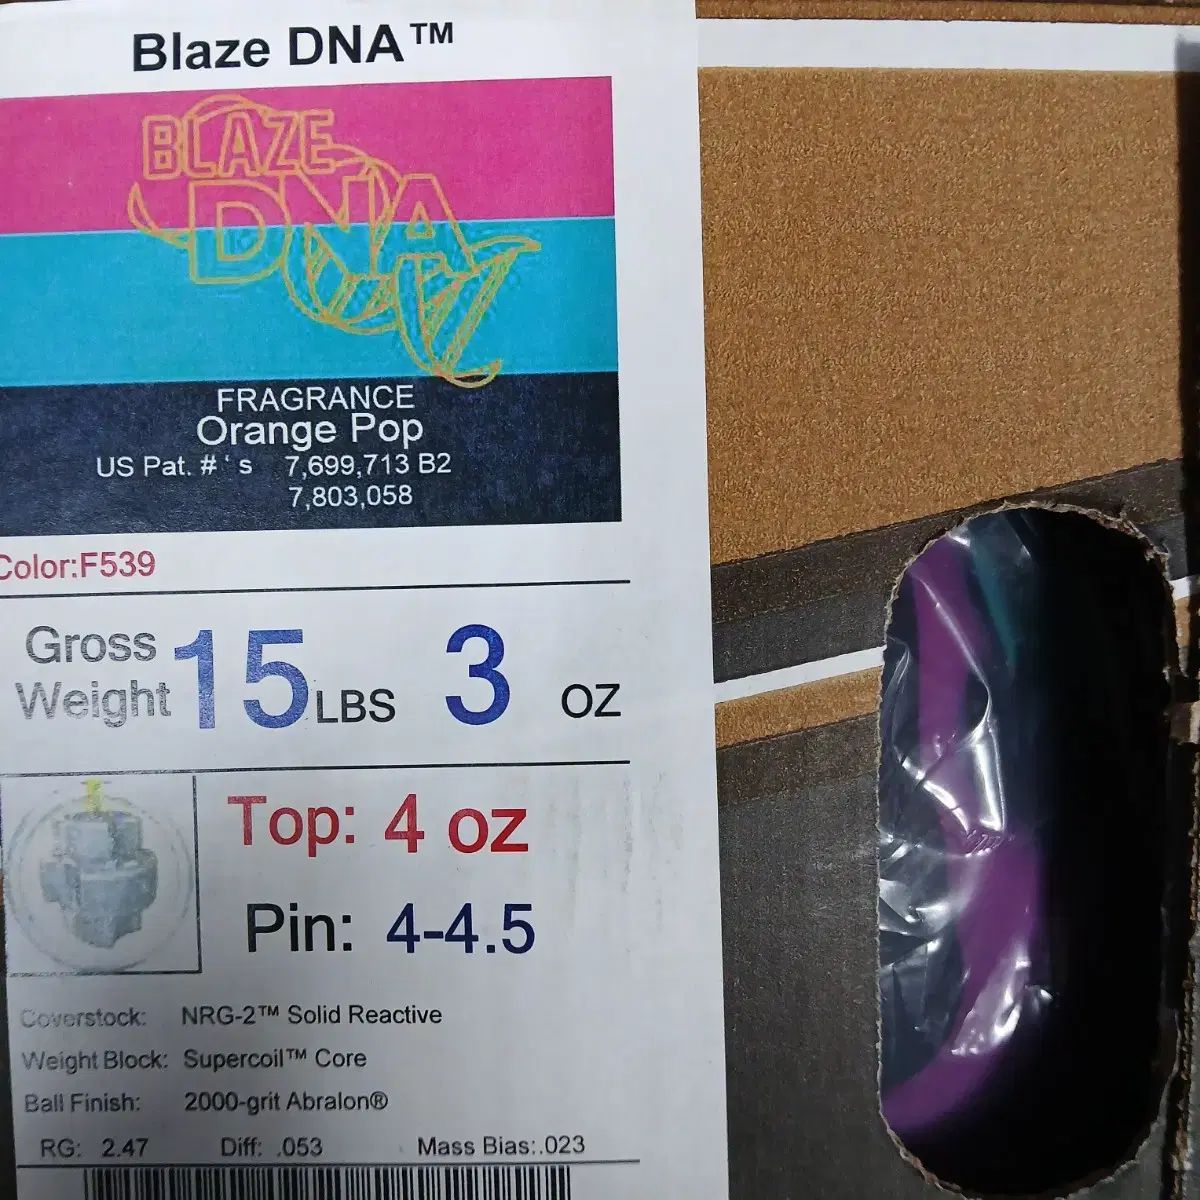 Blaze DNA™
BLAZE
DNA
FRAGRANCE
Orange Pop
US Pat. #'s 7,699,713 B2
7,803,058
Color:F539
Gross Weight 15 LBS 3 OZ
Top: 4 oz
Pin: 4-4.5
Coverstock: NRG-2™ Solid Reactive
Weight Block: Supercoil™ Core
Ball Finish: 2000-grit Abralon®
RG: 2.47 Diff: .053 Mass Bias:.023